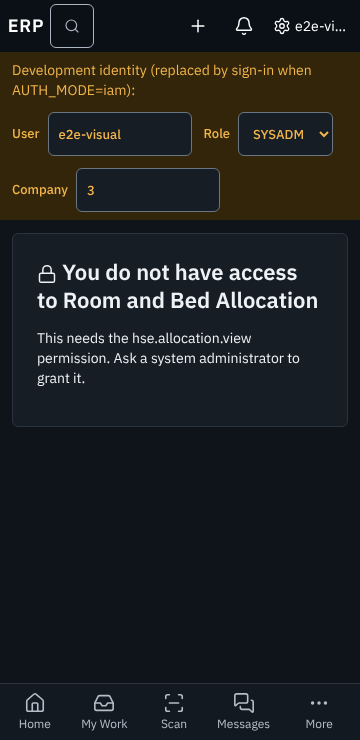 ERP
e2e-vi...
Development identity (replaced by sign-in when
AUTH_MODE=iam):
User
e2e-visual
Role
SYSADM
Company
3
You do not have access
to Room and Bed Allocation
This needs the hse.allocation.view
permission. Ask a system administrator to
grant it.
Home
My Work
Scan
Messages
More